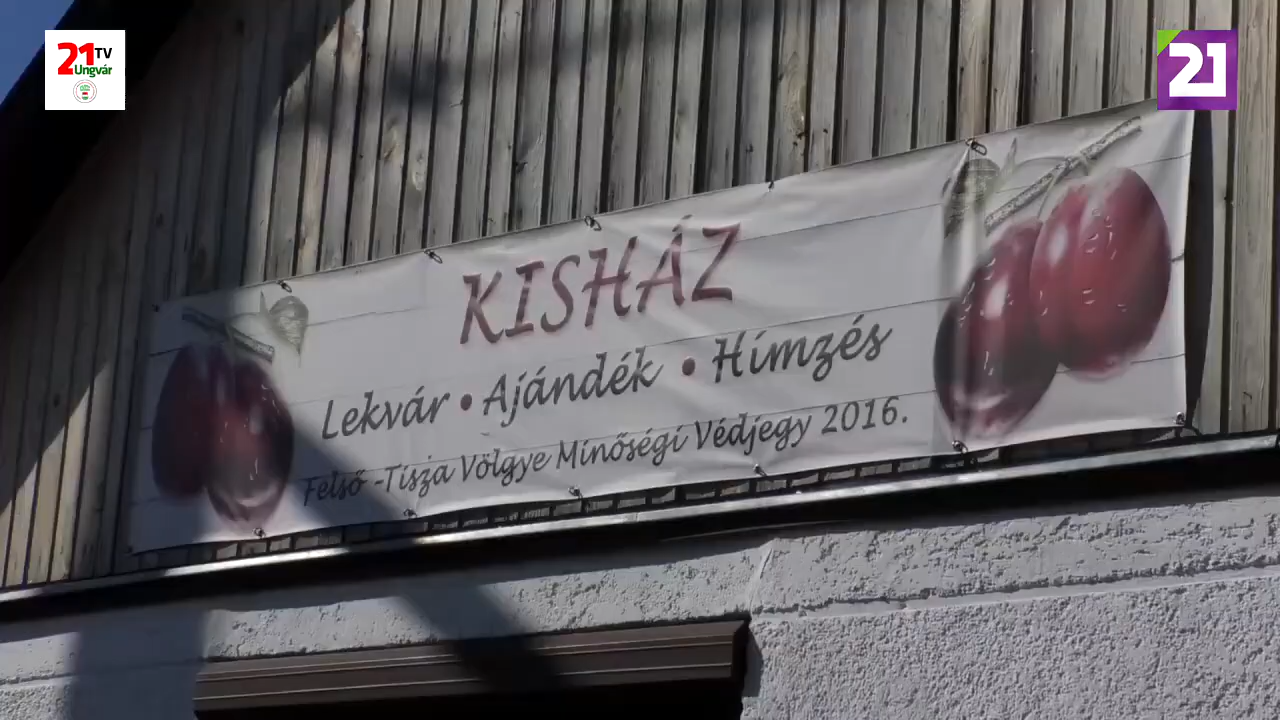 21 TV
Ungvár
21
KISHÁZ
Lekvár • Ajándék • Hímzés
Felső -Tisza Völgye Minőségi Védjegy 2016.